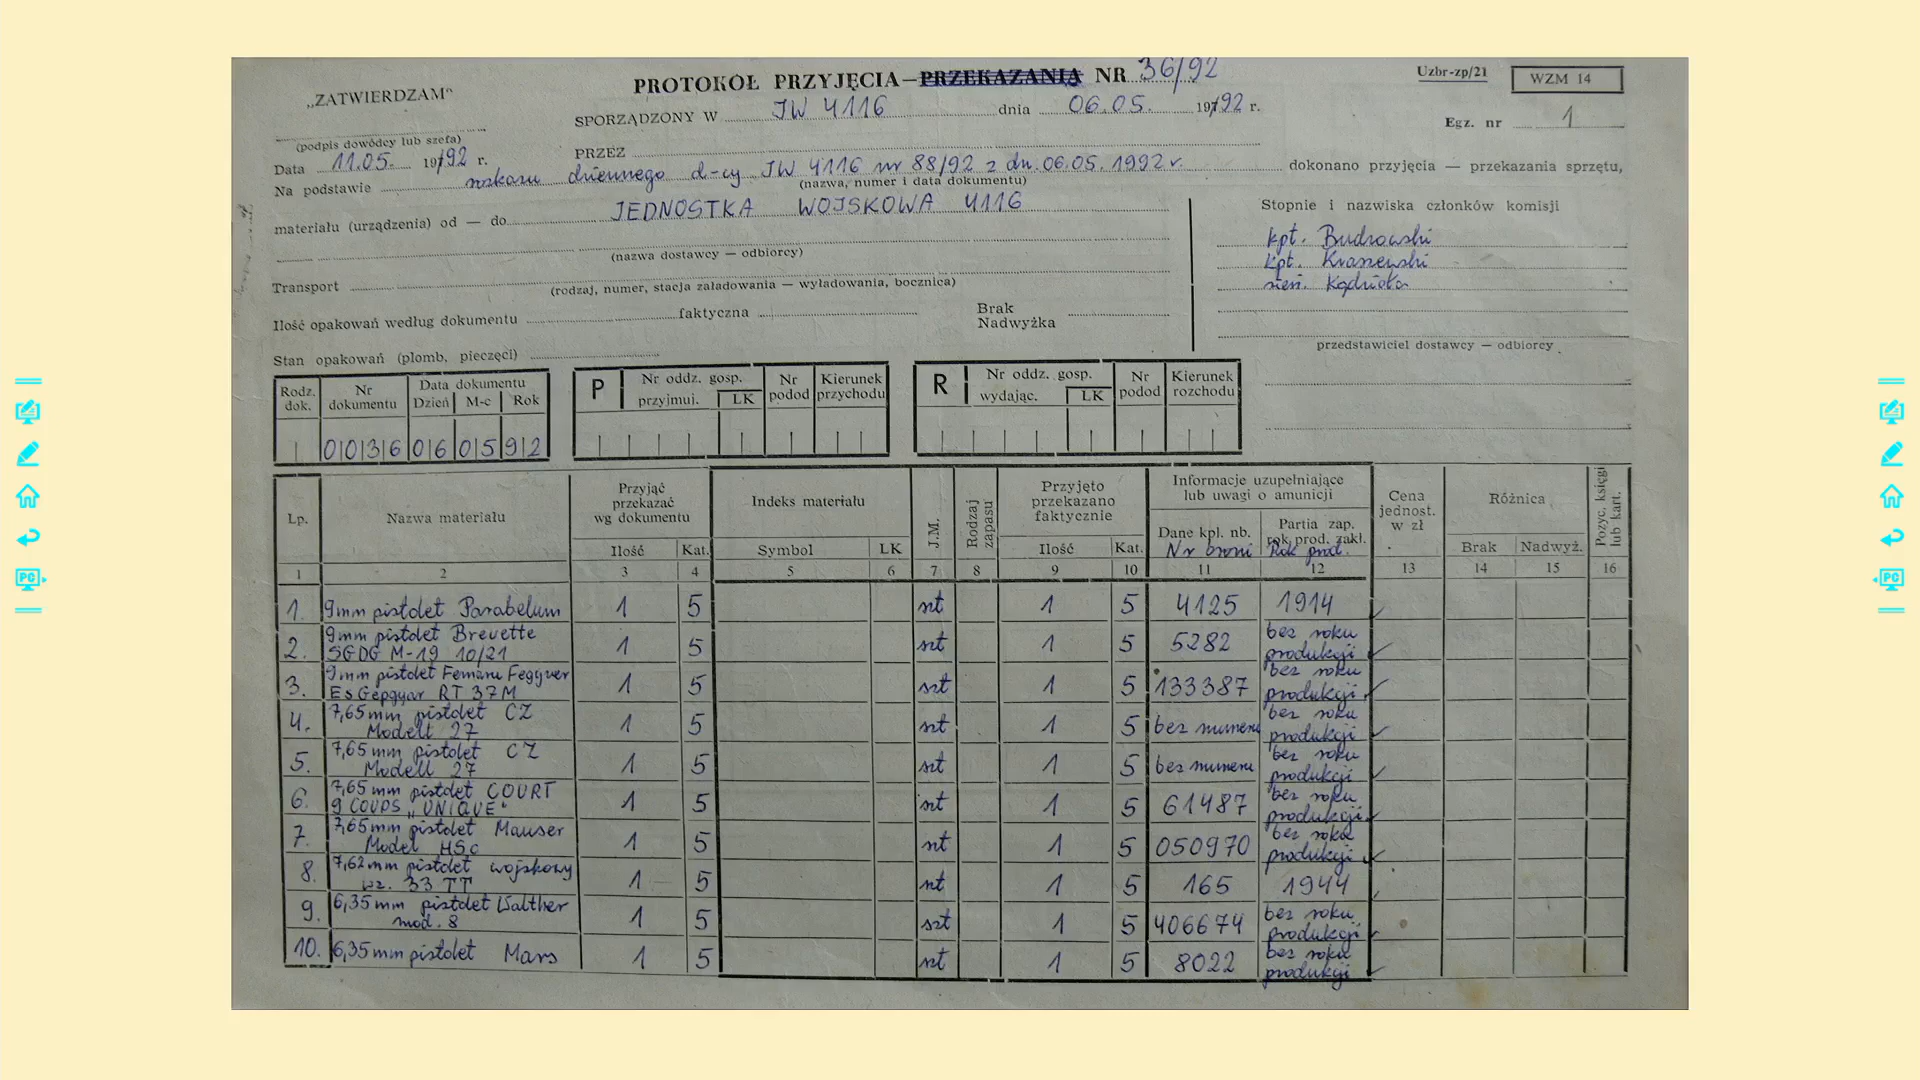 PROTOKÓŁ PRZYJĘCIA—PRZEKAZANIA NR 36/92
Uzbr-zp/21
WZM 14
„ZATWIERDZAM"
SPORZĄDZONY W JW 4116 dnia 06.05. 1992 r.
Egz. nr 1
(podpis dowódcy lub szefa)
PRZEZ
Data 11.05. 1992 r.
Na podstawie rozkazu dziennego d-cy JW 4116 nr 88/92 z dn. 06.05.1992 r. dokonano przyjęcia — przekazania sprzętu,
(nazwa, numer i data dokumentu)
materiału (urządzenia) od — do JEDNOSTKA WOJSKOWA 4116
Stopnie i nazwiska członków komisji
kpt. Budzowski
kpt. Kraszewski
sierż. Kądzioła
(nazwa dostawcy — odbiorcy)
Transport
(rodzaj, numer, stacja załadowania — wyładowania, bocznica)
Ilość opakowań według dokumentu faktyczna Brak
Nadwyżka
przedstawiciel dostawcy — odbiorcy
Stan opakowań (plomb, pieczęci)
Rodz. dok. Nr dokumentu Data dokumentu Dzień M-c Rok
0036 06 05 92
P Nr oddz. gosp. przyjmuj. LK Nr podod Kierunek przychodu
R Nr oddz. gosp. wydając. LK Nr podod Kierunek rozchodu
Lp. Nazwa materiału Przyjąć przekazać wg dokumentu Ilość Kat. Indeks materiału Symbol LK J.M. Rodzaj zapasu Przyjęto przekazano faktycznie Ilość Kat. Informacje uzupełniające lub uwagi o amunicji Dane kpl. nb. Nr broni Partia zap. rok prod. zakł. Rok prod. Cena jednost. w zł Różnica Brak Nadwyż. Pozyc. księgi lub kart.
1 2 3 4 5 6 7 8 9 10 11 12 13 14 15 16
1. 9mm pistolet Parabelum 1 5 szt 1 5 4125 1914
2. 9mm pistolet Brevette SGDG M-19 10/21 1 5 szt 1 5 5282 bez roku produkcji
3. 9mm pistolet Femaru Fegyver Es Gepgyar RT 37M 1 5 szt 1 5 133387 bez roku produkcji
4. 7,65mm pistolet CZ Modell 27 1 5 szt 1 5 bez numeru bez roku produkcji
5. 7,65mm pistolet CZ Modell 27 1 5 szt 1 5 bez numeru bez roku produkcji
6. 7,65mm pistolet COURT 9 COUPS „UNIQUE" 1 5 szt 1 5 61487 bez roku produkcji
7. 7,65mm pistolet Mauser Model HSc 1 5 szt 1 5 050970 bez roku produkcji
8. 7,62mm pistolet wojskowy wz. 33 TT 1 5 szt 1 5 165 1944
9. 6,35mm pistolet Walther mod. 8 1 5 szt 1 5 406674 bez roku produkcji
10. 6,35mm pistolet Mars 1 5 szt 1 5 8022 bez roku produkcji
PC
PC